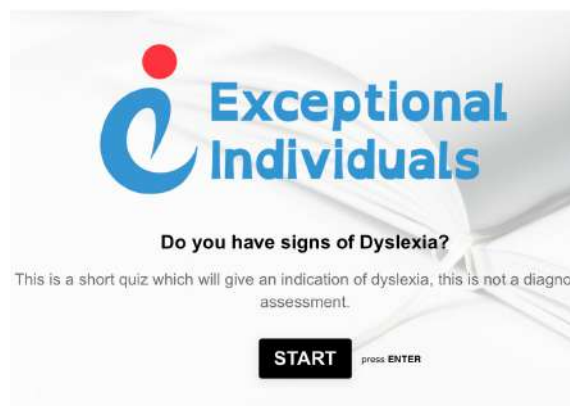 Exceptional
Individuals
Do you have signs of Dyslexia?
This is a short quiz which will give an indication of dyslexia, this is not a diagno
assessment.
START press ENTER